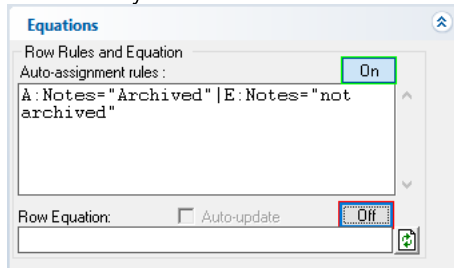 Equations
Row Rules and Equation
Auto-assignment rules : On
A:Notes="Archived"|E:Notes="not
archived"
Row Equation: Auto-update Off